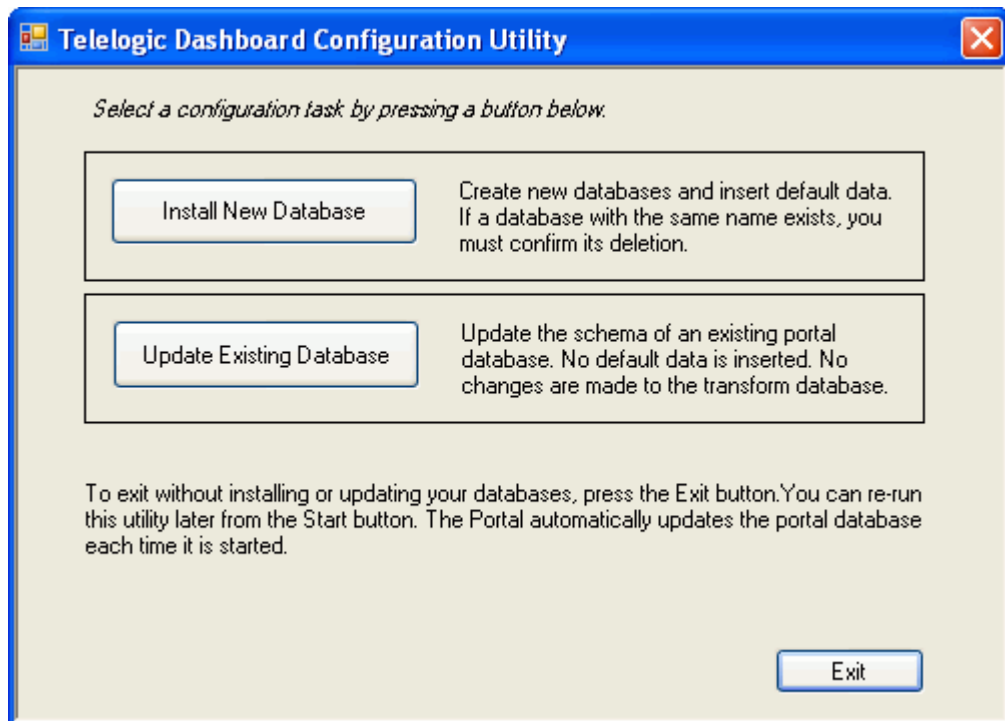 Telelogic Dashboard Configuration Utility
Select a configuration task by pressing a button below.
Install New Database
Create new databases and insert default data.
If a database with the same name exists, you
must confirm its deletion.
Update Existing Database
Update the schema of an existing portal
database. No default data is inserted. No
changes are made to the transform database.
To exit without installing or updating your databases, press the Exit button.You can re-run
this utility later from the Start button. The Portal automatically updates the portal database
each time it is started.
Exit